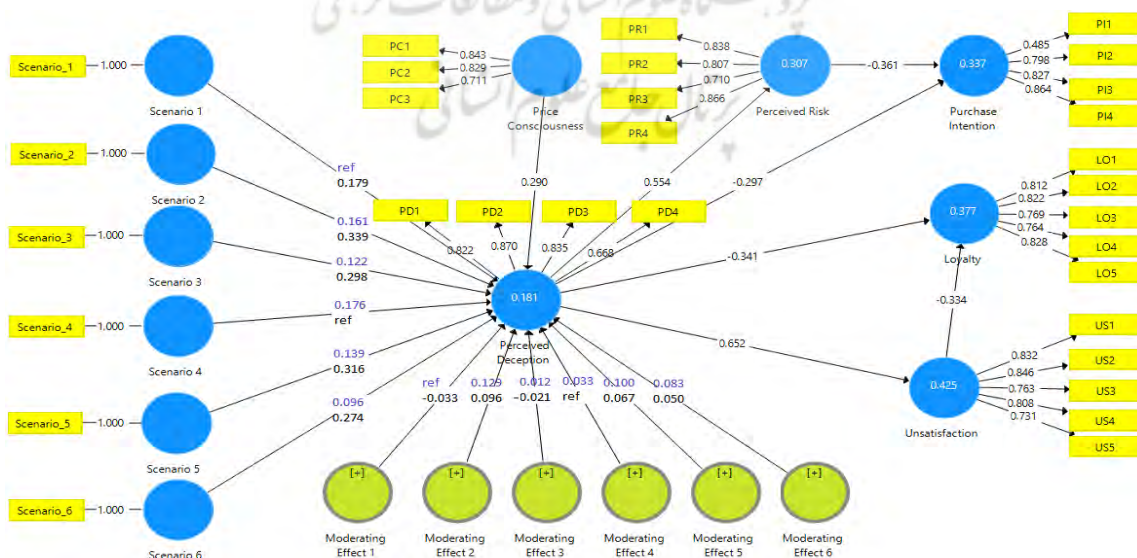 پژوهشگاه علوم انسانی و مطالعات فرهنگی
پرتال جامع علوم انسانی
Scenario_1
1.000
Scenario 1
Scenario_2
1.000
Scenario 2
Scenario_3
1.000
Scenario 3
Scenario_4
1.000
Scenario 4
Scenario_5
1.000
Scenario 5
Scenario_6
1.000
Scenario 6
ref
0.179
0.161
0.339
0.122
0.298
0.176
ref
0.139
0.316
0.096
0.274
PC1
PC2
PC3
0.843
0.829
0.711
Price
Consciousness
0.290
PR1
PR2
PR3
PR4
0.838
0.807
0.710
0.866
0.307
Perceived Risk
-0.361
0.554
-0.297
0.337
Purchase
Intention
0.485
0.798
0.827
0.864
PI1
PI2
PI3
PI4
PD1
PD2
PD3
PD4
0.822
0.870
0.835
0.668
0.181
Perceived
Deception
-0.341
0.652
0.377
Loyalty
0.812
0.822
0.769
0.764
0.828
LO1
LO2
LO3
LO4
LO5
-0.334
0.425
Unsatisfaction
0.832
0.846
0.763
0.808
0.731
US1
US2
US3
US4
US5
ref
-0.033
0.129
0.096
0.012
-0.021
0.033
ref
0.100
0.067
0.083
0.050
[+]
[+]
[+]
[+]
[+]
[+]
Moderating
Effect 1
Moderating
Effect 2
Moderating
Effect 3
Moderating
Effect 4
Moderating
Effect 5
Moderating
Effect 6